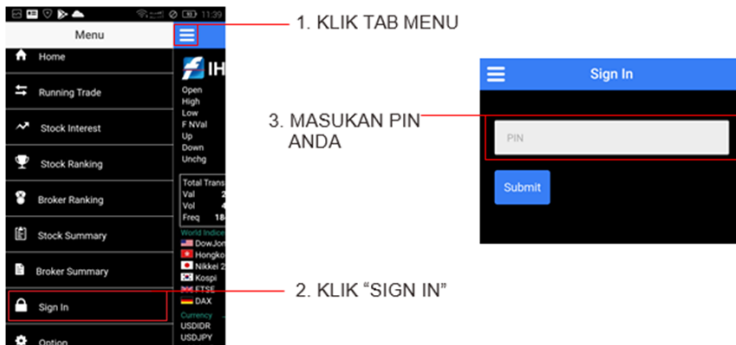 11:39
Menu
Home
Running Trade
Stock Interest
Stock Ranking
Broker Ranking
Stock Summary
Broker Summary
Sign In
Option
IH
Open
High
Low
F NVal
Up
Down
Unchg
Total Trans
Val 2
Vol 4
Freq 18
World Indice
DowJon
Hongko
Nikkei 2
Kospi
FTSE
DAX
Currency
USDIDR
USDJPY
1. KLIK TAB MENU
2. KLIK “SIGN IN”
3. MASUKAN PIN
ANDA
Sign In
PIN
Submit